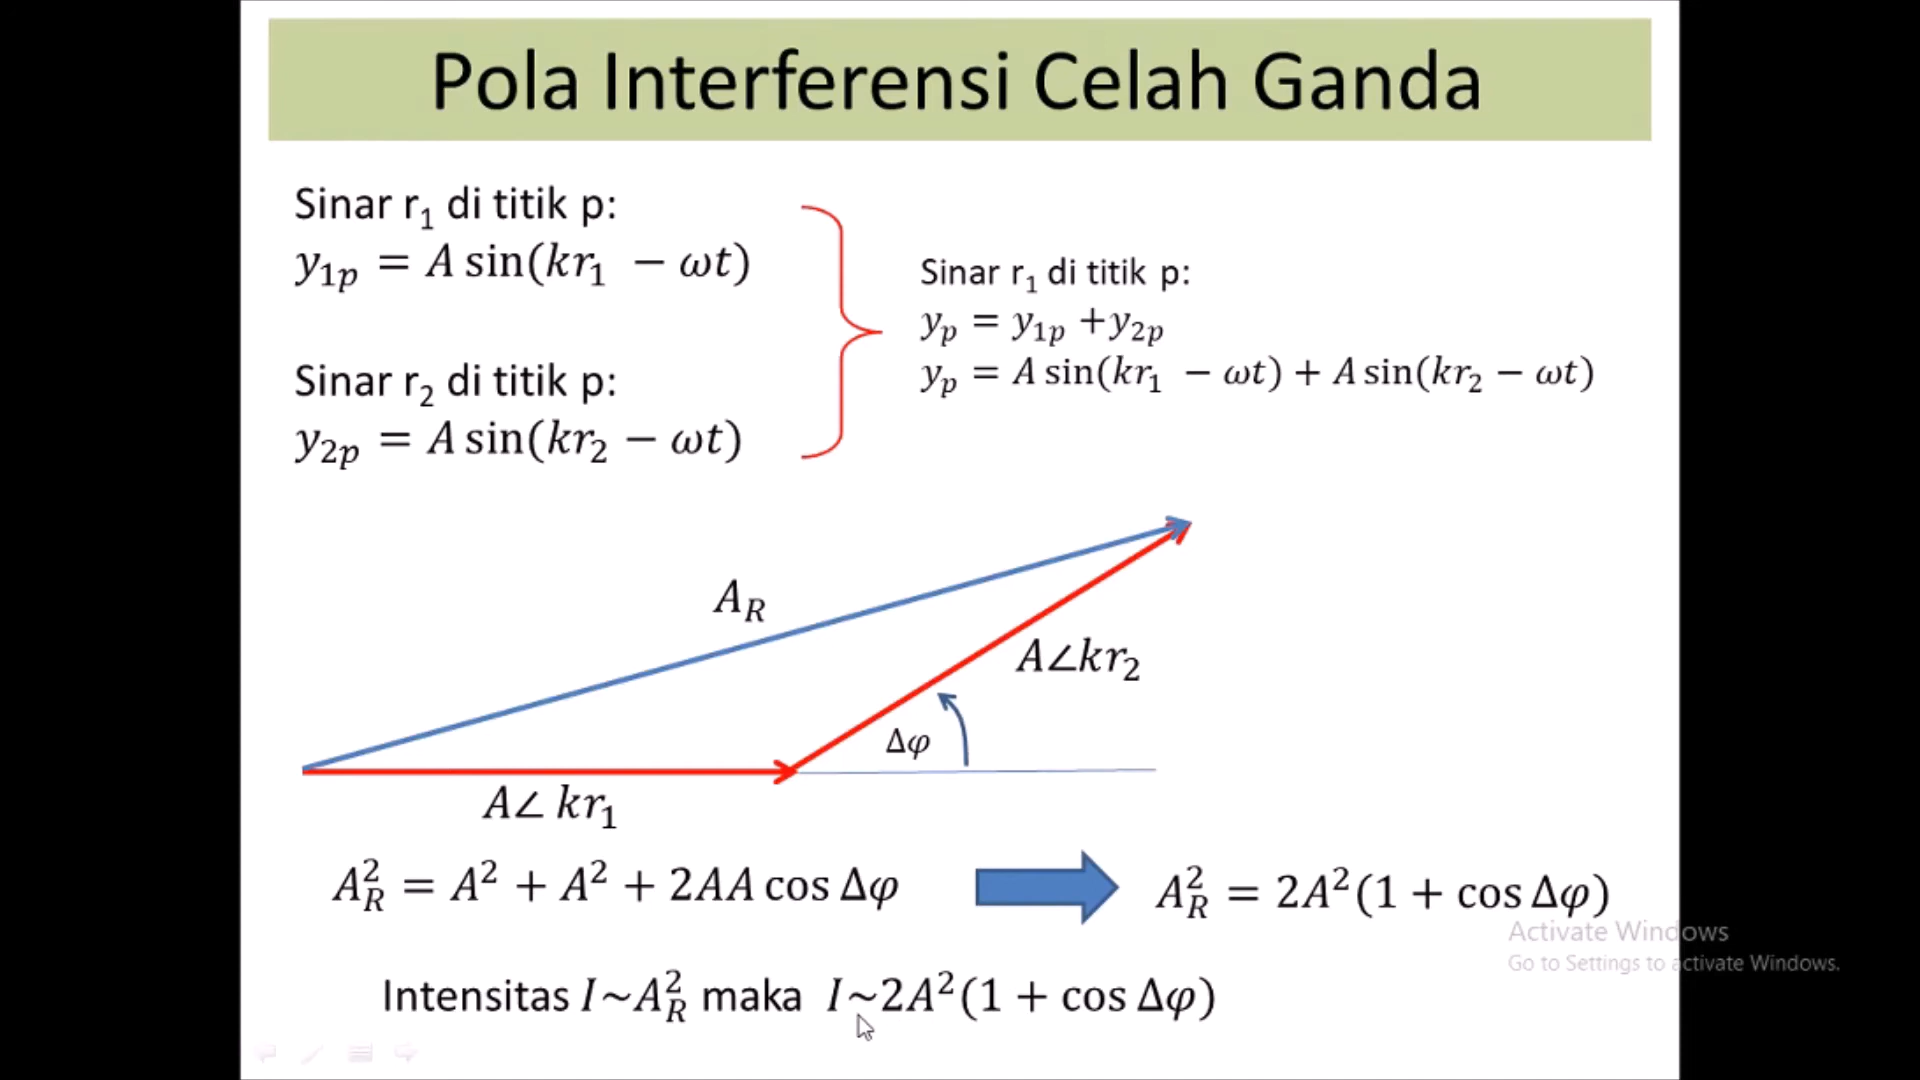 Pola Interferensi Celah Ganda
Sinar r₁ di titik p:
y₁ₚ = A sin(kr₁ − ωt)
Sinar r₂ di titik p:
y₂ₚ = A sin(kr₂ − ωt)
Sinar r₁ di titik p:
yₚ = y₁ₚ +y₂ₚ
yₚ = A sin(kr₁ − ωt) + A sin(kr₂ − ωt)
A_R
A∠kr₂
Δφ
A∠ kr₁
A_R² = A² + A² + 2AA cos Δφ
A_R² = 2A²(1 + cos Δφ)
Activate Windows
Go to Settings to activate Windows.
Intensitas I~A_R² maka I~2A²(1 + cos Δφ)